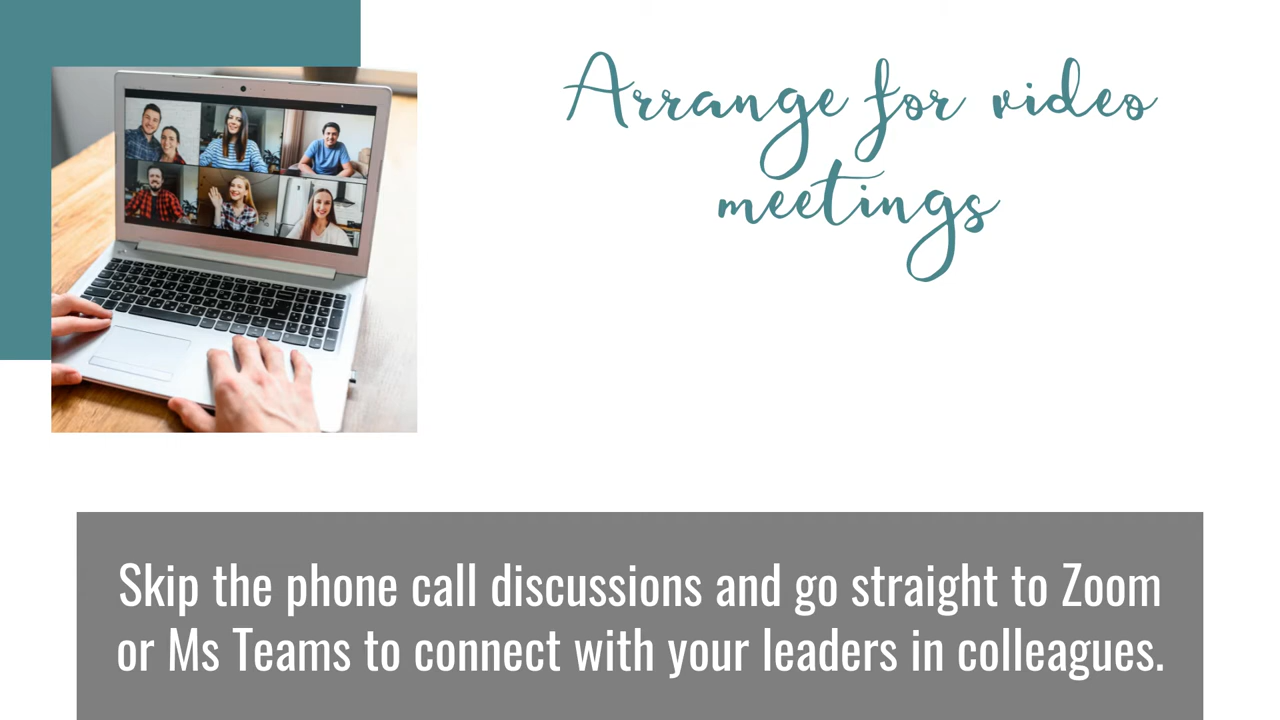 Arrange for video
meetings
Skip the phone call discussions and go straight to Zoom
or Ms Teams to connect with your leaders in colleagues.